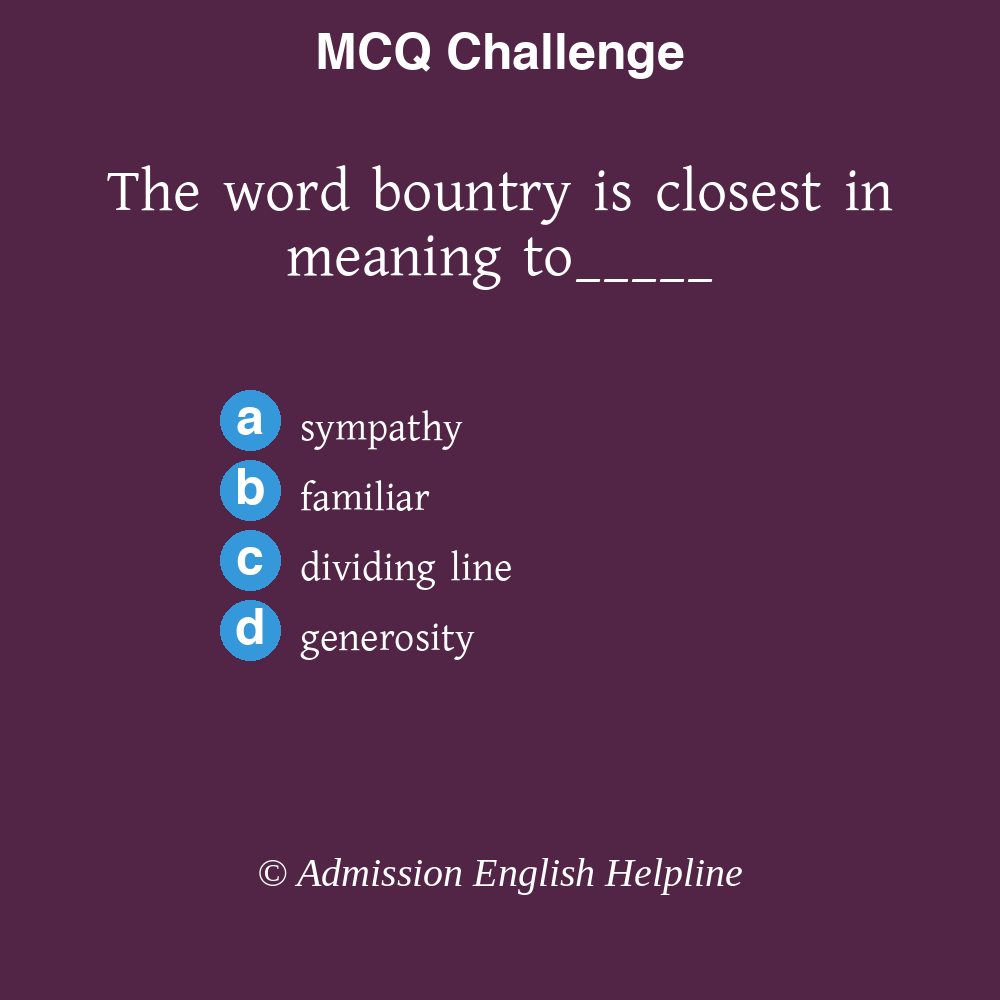 MCQ Challenge
The word bountry is closest in
meaning to_____
a sympathy
b familiar
c dividing line
d generosity
© Admission English Helpline